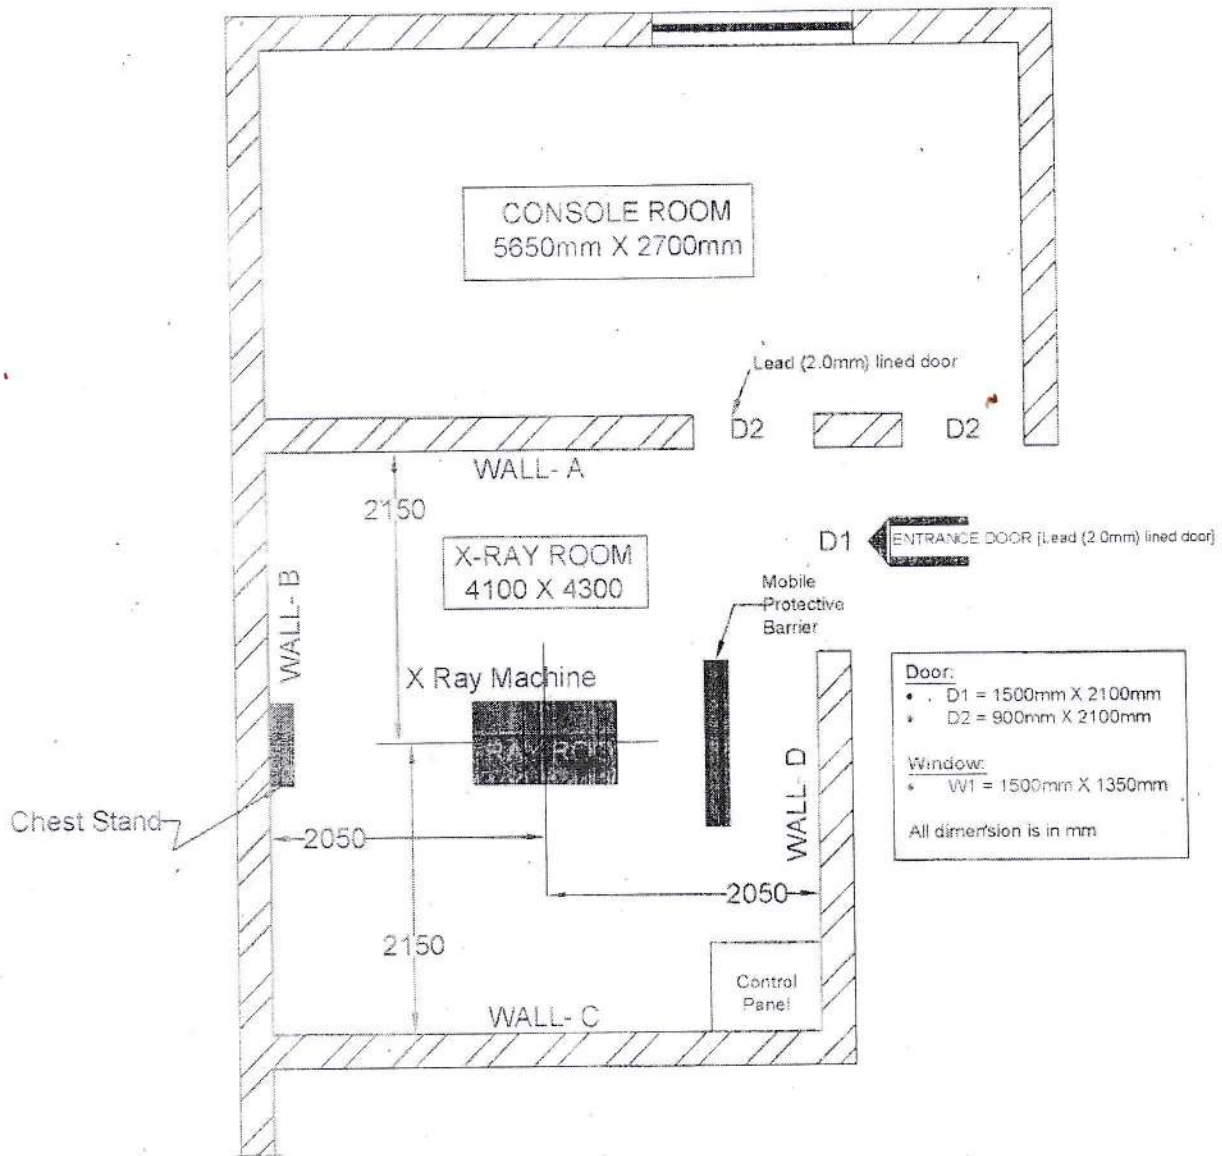 CONSOLE ROOM
5650mm X 2700mm
Lead (2.0mm) lined door
D2
D2
WALL- A
2150
X-RAY ROOM
4100 X 4300
D1
ENTRANCE DOOR [Lead (2.0mm) lined door]
Mobile
Protective
Barrier
WALL- B
X Ray Machine
Door:
• D1 = 1500mm X 2100mm
• D2 = 900mm X 2100mm
Window:
• W1 = 1500mm X 1350mm
All dimension is in mm
WALL- D
Chest Stand
2050
2050
2150
Control
Panel
WALL- C